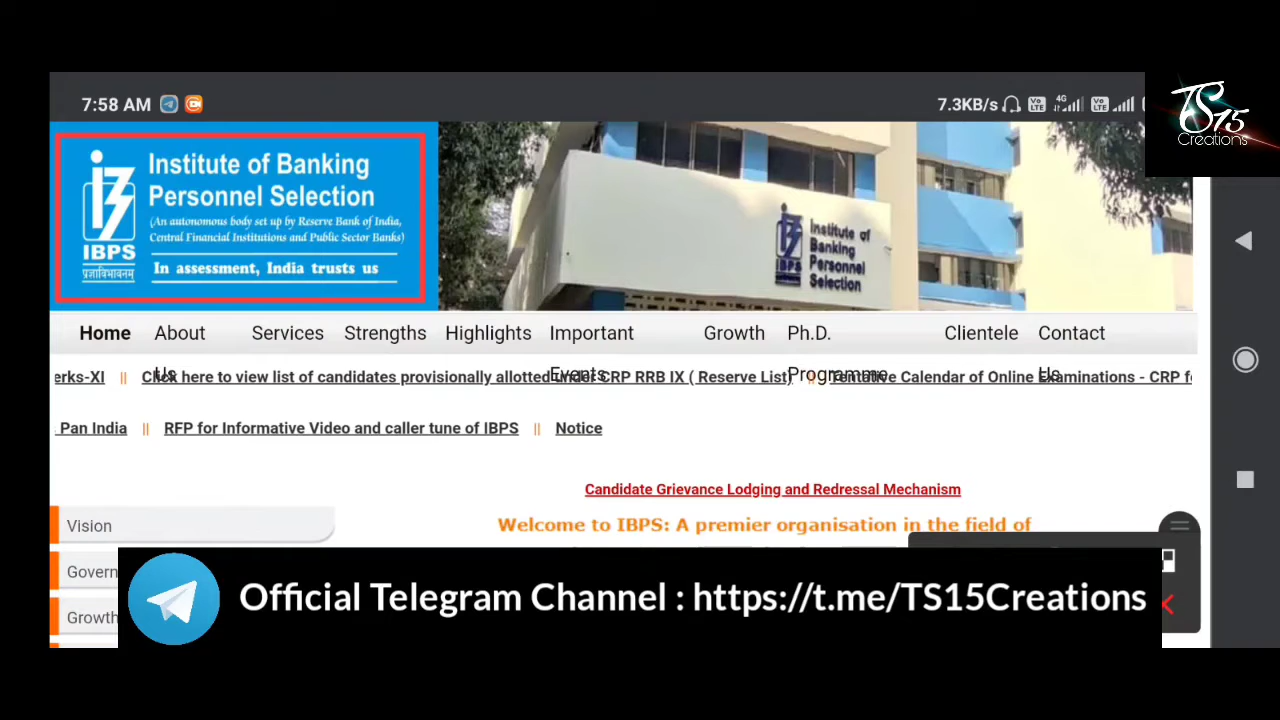 7:58 AM
7.3KB/s
Vo LTE
4G
Vo LTE
TS15
Creations
Institute of Banking
Personnel Selection
(An autonomous body set up by Reserve Bank of India,
Central Financial Institutions and Public Sector Banks)
IBPS
प्रज्ञाविभावनम्
In assessment, India trusts us
Institute of
Banking
Personnel
Selection
IBPS
Home About Us Services Strengths Highlights Important Events Growth Ph.D. Programme Clientele Contact Us
erks-XI || Click here to view list of candidates provisionally allotted under CRP RRB IX ( Reserve List) || Tentative Calendar of Online Examinations - CRP f
Pan India || RFP for Informative Video and caller tune of IBPS || Notice
Candidate Grievance Lodging and Redressal Mechanism
Welcome to IBPS: A premier organisation in the field of
Vision
Govern
Growth
Official Telegram Channel : https://t.me/TS15Creations